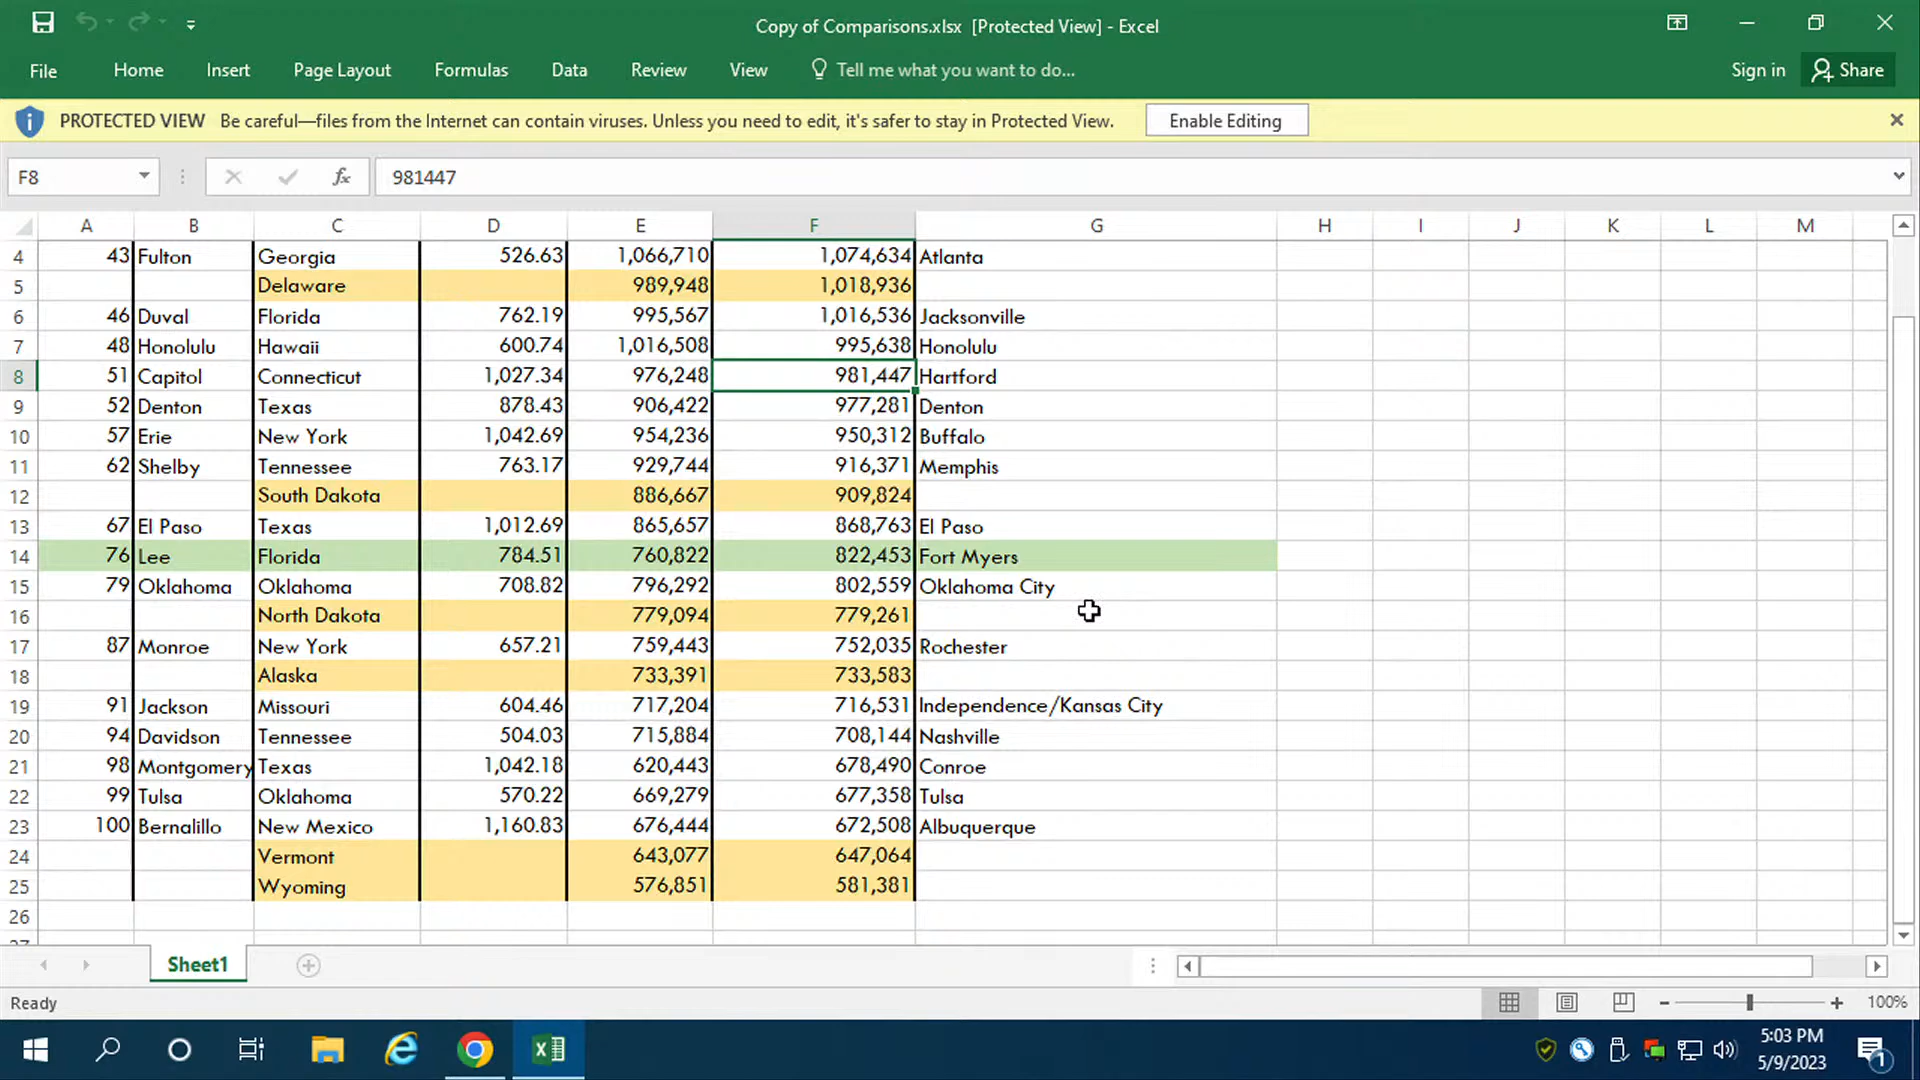 Copy of Comparisons.xlsx [Protected View] - Excel
File Home Insert Page Layout Formulas Data Review View Tell me what you want to do... Sign in Share
PROTECTED VIEW Be careful—files from the Internet can contain viruses. Unless you need to edit, it's safer to stay in Protected View. Enable Editing
F8 fx 981447
A B C D E F G H I J K L M
4 43 Fulton Georgia 526.63 1,066,710 1,074,634 Atlanta
5 Delaware 989,948 1,018,936
6 46 Duval Florida 762.19 995,567 1,016,536 Jacksonville
7 48 Honolulu Hawaii 600.74 1,016,508 995,638 Honolulu
8 51 Capitol Connecticut 1,027.34 976,248 981,447 Hartford
9 52 Denton Texas 878.43 906,422 977,281 Denton
10 57 Erie New York 1,042.69 954,236 950,312 Buffalo
11 62 Shelby Tennessee 763.17 929,744 916,371 Memphis
12 South Dakota 886,667 909,824
13 67 El Paso Texas 1,012.69 865,657 868,763 El Paso
14 76 Lee Florida 784.51 760,822 822,453 Fort Myers
15 79 Oklahoma Oklahoma 708.82 796,292 802,559 Oklahoma City
16 North Dakota 779,094 779,261
17 87 Monroe New York 657.21 759,443 752,035 Rochester
18 Alaska 733,391 733,583
19 91 Jackson Missouri 604.46 717,204 716,531 Independence/Kansas City
20 94 Davidson Tennessee 504.03 715,884 708,144 Nashville
21 98 Montgomery Texas 1,042.18 620,443 678,490 Conroe
22 99 Tulsa Oklahoma 570.22 669,279 677,358 Tulsa
23 100 Bernalillo New Mexico 1,160.83 676,444 672,508 Albuquerque
24 Vermont 643,077 647,064
25 Wyoming 576,851 581,381
26
Sheet1
Ready 100%
5:03 PM
5/9/2023
1